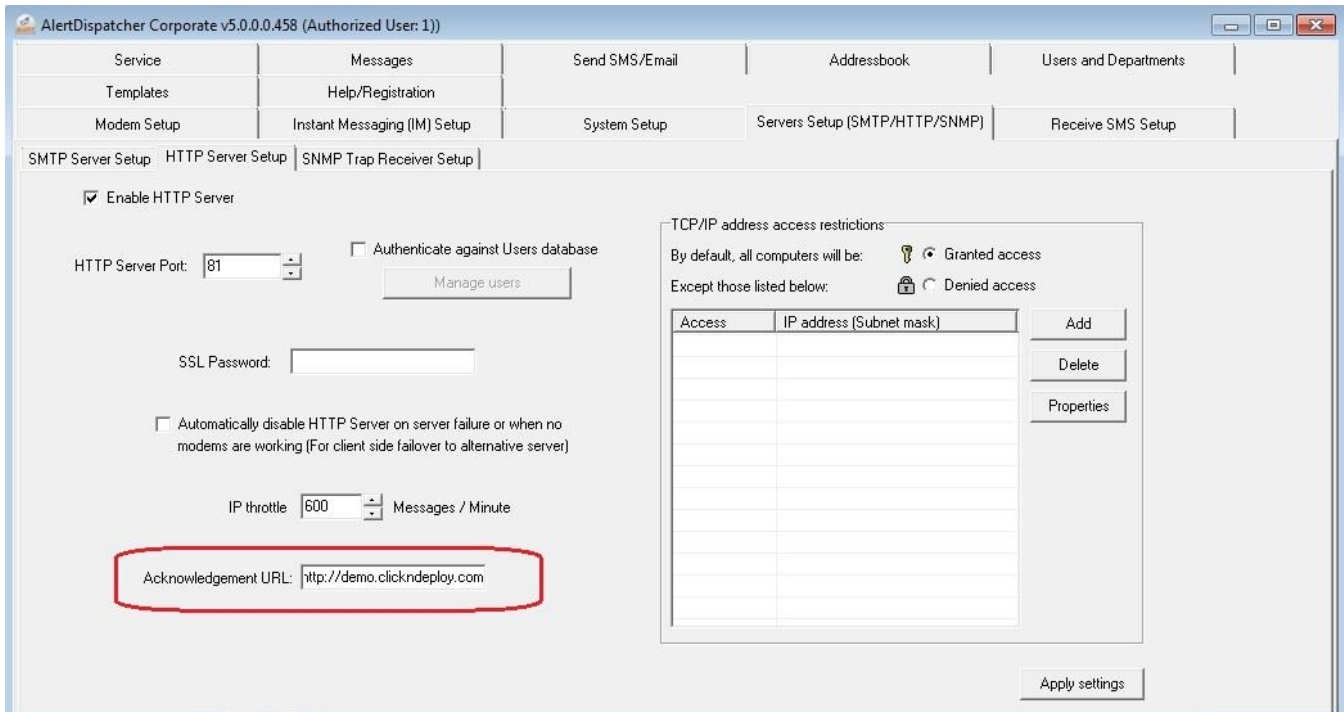 AlertDispatcher Corporate v5.0.0.0.458 (Authorized User: 1))
Service Messages Send SMS/Email Addressbook Users and Departments
Templates Help/Registration
Modem Setup Instant Messaging (IM) Setup System Setup Servers Setup (SMTP/HTTP/SNMP) Receive SMS Setup
SMTP Server Setup HTTP Server Setup SNMP Trap Receiver Setup
Enable HTTP Server
HTTP Server Port: 81
Authenticate against Users database
Manage users
SSL Password:
Automatically disable HTTP Server on server failure or when no
modems are working (For client side failover to alternative server)
IP throttle 600 Messages / Minute
Acknowledgement URL: http://demo.clickndeploy.com
TCP/IP address access restrictions
By default, all computers will be: Granted access
Except those listed below: Denied access
Access IP address (Subnet mask)
Add
Delete
Properties
Apply settings